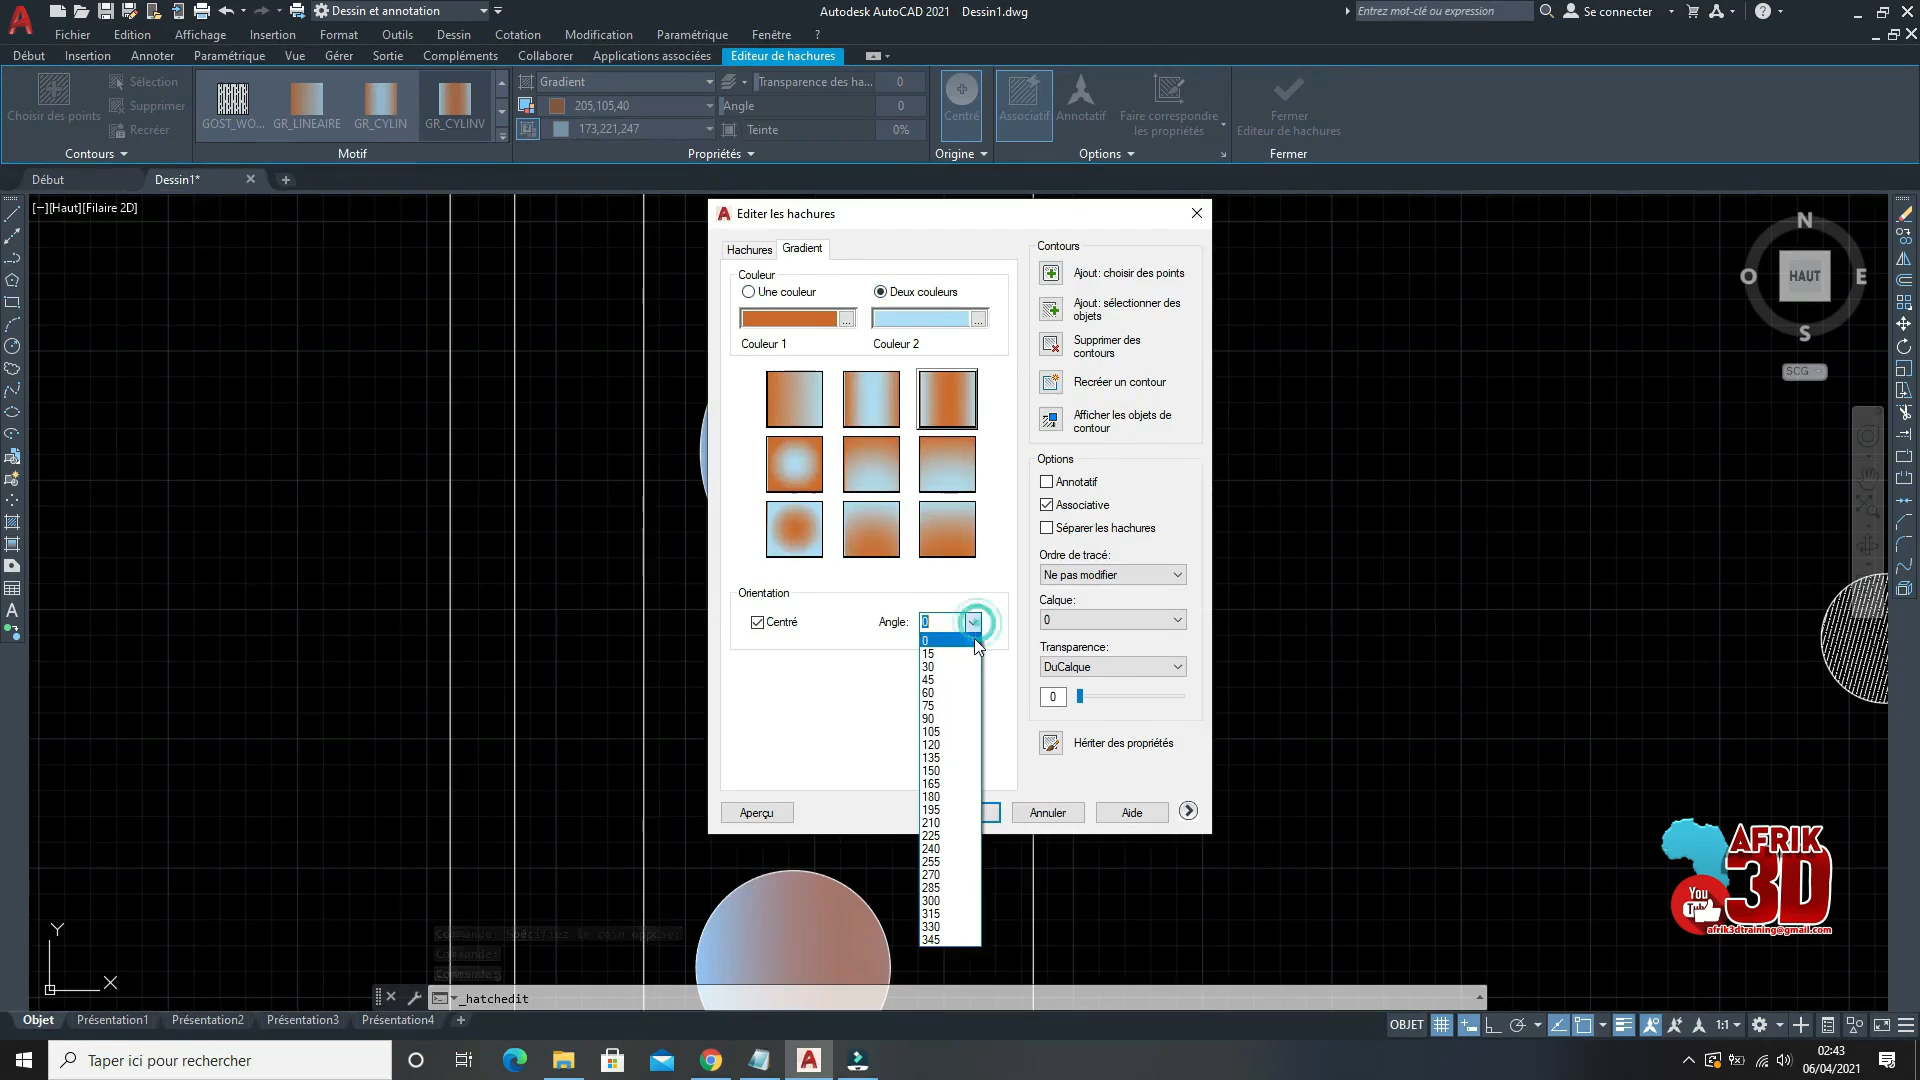 Dessin et annotation
Autodesk AutoCAD 2021 Dessin1.dwg
Entrez mot-clé ou expression
Se connecter
Fichier Edition Affichage Insertion Format Outils Dessin Cotation Modification Paramétrique Fenêtre ?
Début Insertion Annoter Paramétrique Vue Gérer Sortie Compléments Collaborer Applications associées Editeur de hachures
Choisir des points
Sélection
Supprimer
Recréer
Contours
GOST_WO... GR_LINEAIRE GR_CYLIN GR_CYLINV
Motif
Gradient
205,105,40
173,221,247
Transparence des ha... 0
Angle 0
Teinte 0%
Propriétés
Centré
Origine
Associatif
Annotatif
Faire correspondre
les propriétés
Options
Fermer
Editeur de hachures
Fermer
Début Dessin1*
[−][Haut][Filaire 2D]
N
O HAUT E
S
SCG
Editer les hachures
Hachures Gradient
Couleur
Une couleur Deux couleurs
... ...
Couleur 1 Couleur 2
Orientation
Centré
Angle: 0
0
15
30
45
60
75
90
105
120
135
150
165
180
195
210
225
240
255
270
285
300
315
330
345
Contours
Ajout: choisir des points
Ajout: sélectionner des
objets
Supprimer des
contours
Recréer un contour
Afficher les objets de
contour
Options
Annotatif
Associative
Séparer les hachures
Ordre de tracé:
Ne pas modifier
Calque:
0
Transparence:
DuCalque
0
Hériter des propriétés
Aperçu Annuler Aide
AFRIK
3D
You
Tube
afrik3dtraining@gmail.com
Y
X
Commande: Spécifiez le coin opposé:
Commande:
Commande:
_hatchedit
Objet Présentation1 Présentation2 Présentation3 Présentation4 +
OBJET 1:1
Taper ici pour rechercher
02:43
06/04/2021